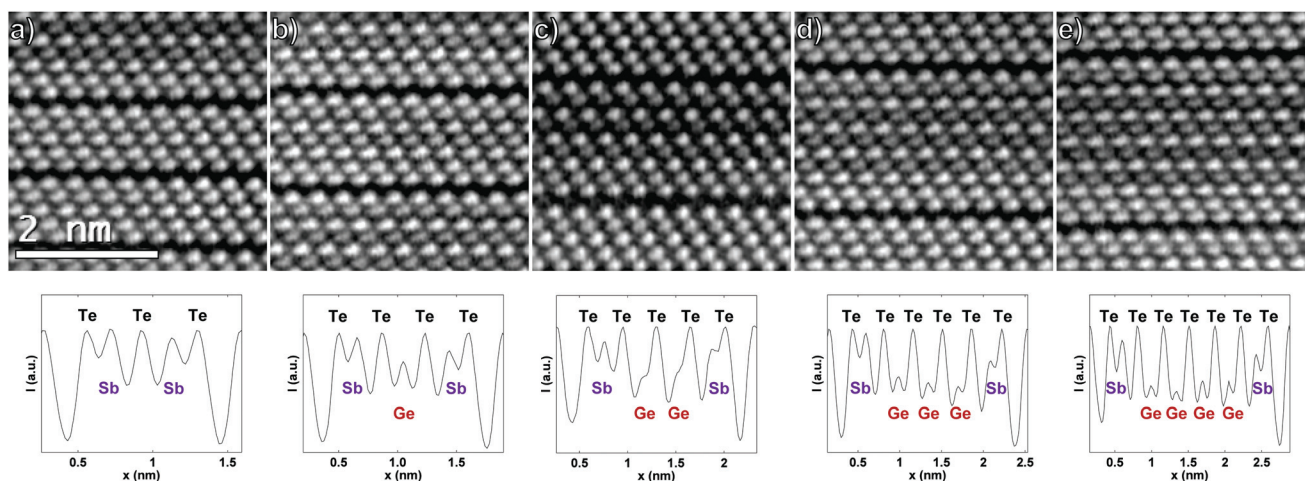 a)
b)
c)
d)
e)
2 nm
Te Te Te
Sb Sb
I (a.u.)
0.5 1 1.5
x (nm)
Te Te Te Te
Sb Sb
Ge
I (a.u.)
0.5 1.0 1.5
x (nm)
Te Te Te Te Te
Sb Sb
Ge Ge
I (a.u.)
0.5 1 1.5 2
x (nm)
Te Te Te Te Te Te
Sb Sb
Ge Ge Ge
I (a.u.)
0.5 1 1.5 2 2.5
x (nm)
Te Te Te Te Te Te Te
Sb Sb
Ge Ge Ge Ge
I (a.u.)
0.5 1 1.5 2 2.5
x (nm)